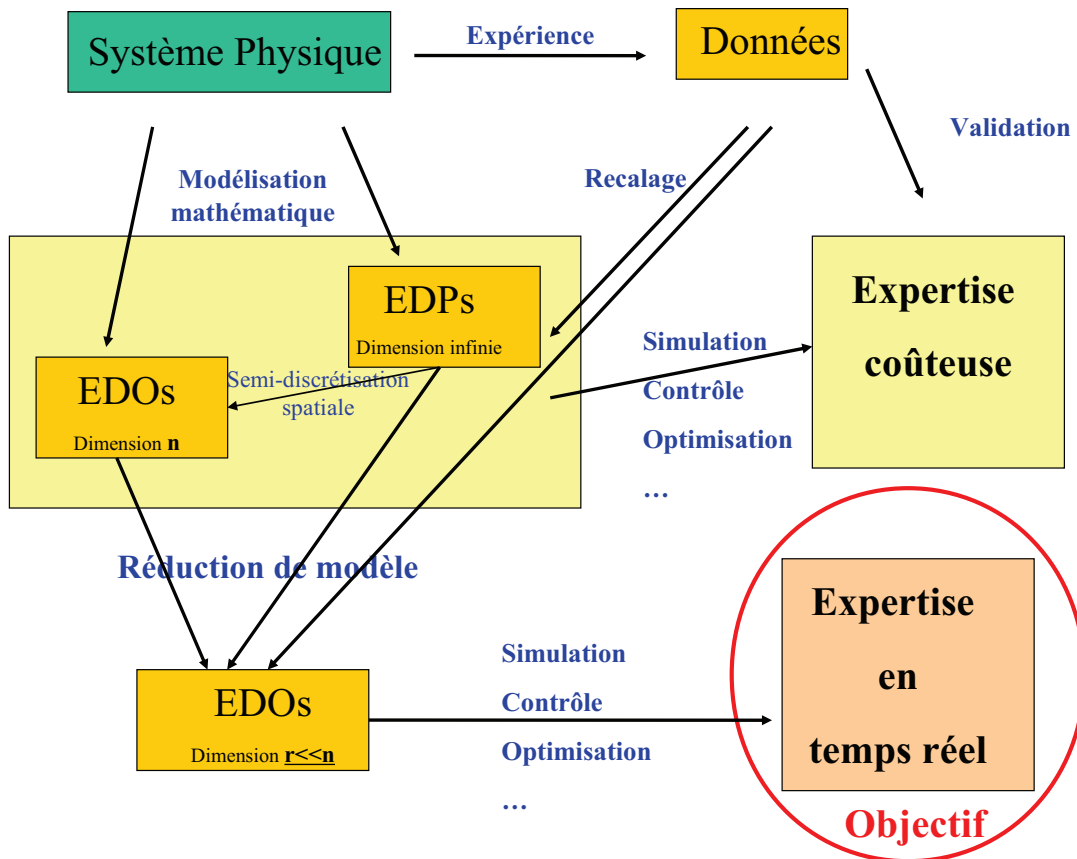 Système Physique
Expérience
Données
Validation
Modélisation
mathématique
Recalage
EDPs
Dimension infinie
Semi-discrétisation
spatiale
EDOs
Dimension n
Simulation
Contrôle
Optimisation
…
Expertise
coûteuse
Réduction de modèle
EDOs
Dimension r<<n
Simulation
Contrôle
Optimisation
…
Expertise
en
temps réel
Objectif